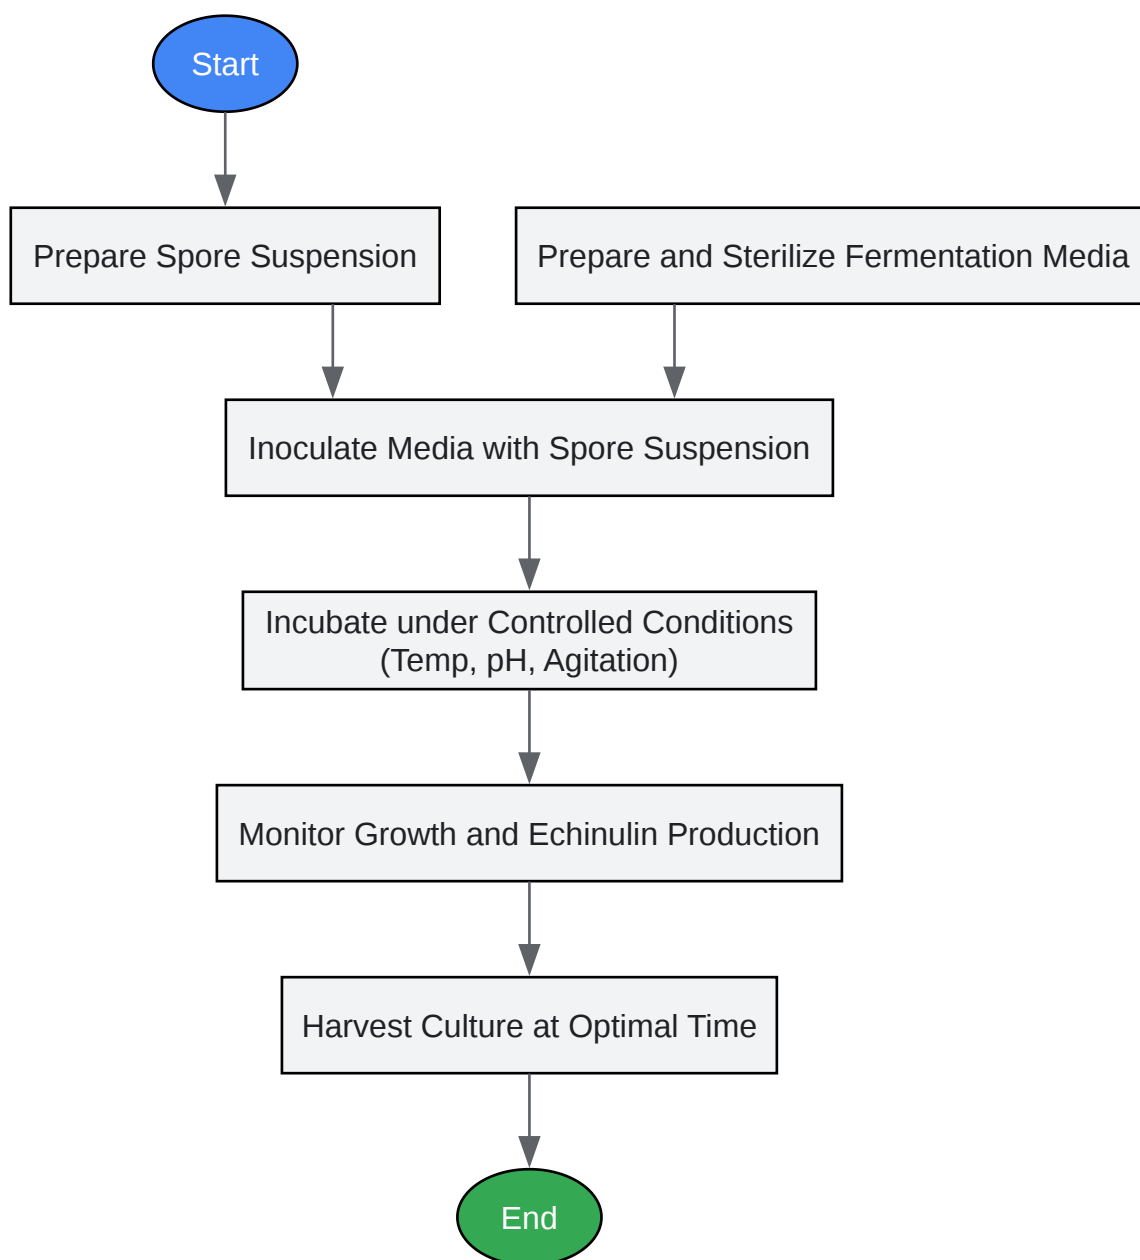 Start
Prepare Spore Suspension
Prepare and Sterilize Fermentation Media
Inoculate Media with Spore Suspension
Incubate under Controlled Conditions
(Temp, pH, Agitation)
Monitor Growth and Echinulin Production
Harvest Culture at Optimal Time
End